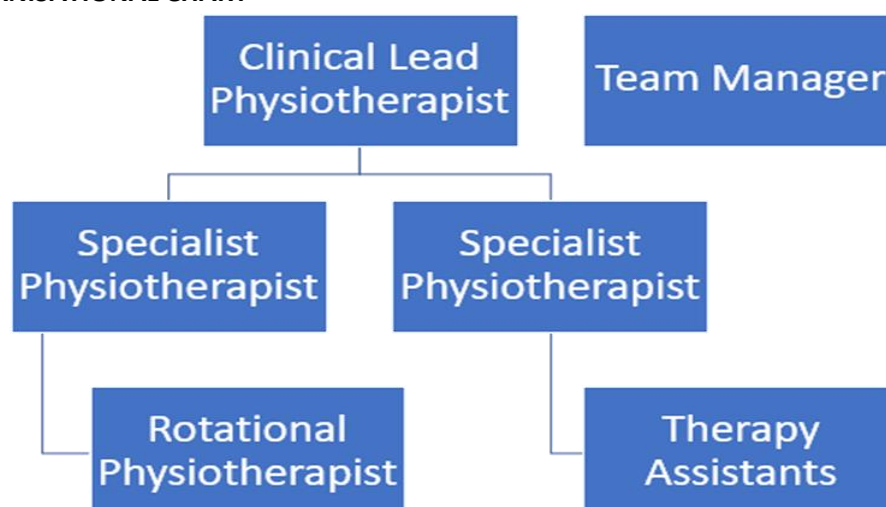 Clinical Lead
Physiotherapist
Team Manager
Specialist
Physiotherapist
Specialist
Physiotherapist
Rotational
Physiotherapist
Therapy
Assistants